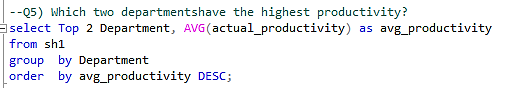 --Q5) Which two departmentshave the highest productivity?
select Top 2 Department, AVG(actual_productivity) as avg_productivity
from sh1
group  by Department
order  by avg_productivity DESC;